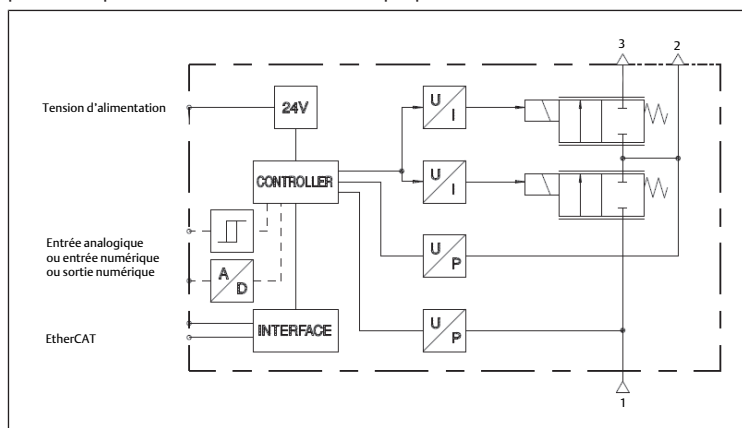 3 2
Tension d'alimentation
24V
U
I
CONTROLLER
U
I
Entrée analogique
ou entrée numérique
ou sortie numérique
A
D
U
P
EtherCAT
INTERFACE
U
P
1